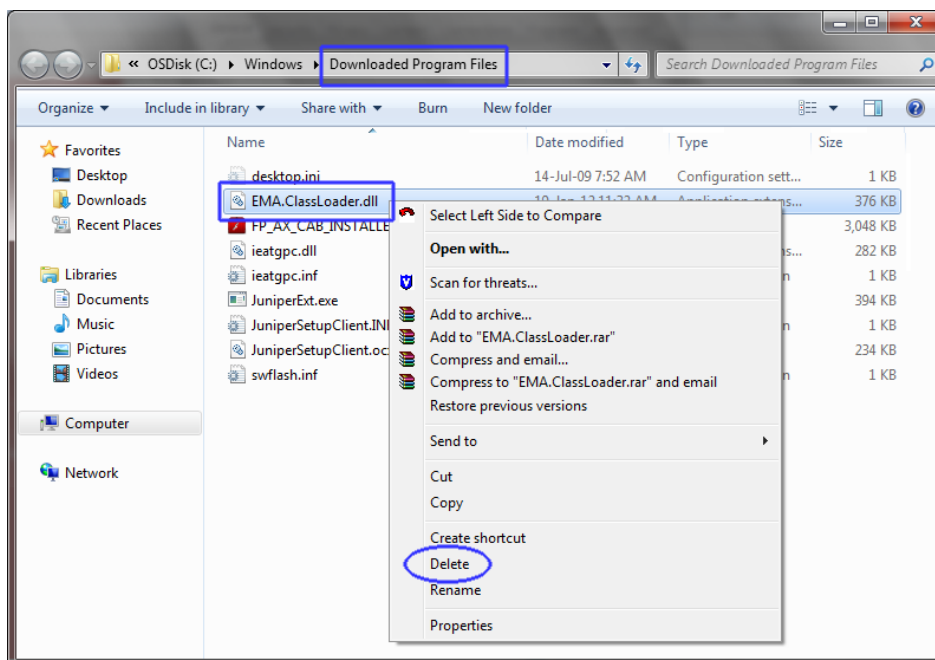 « OSDisk (C:) Windows Downloaded Program Files Search Downloaded Program Files
Organize Include in library Share with Burn New folder
Favorites
Desktop
Downloads
Recent Places
Libraries
Documents
Music
Pictures
Videos
Computer
Network
Name Date modified Type Size
desktop.ini 14-Jul-09 7:52 AM Configuration sett... 1 KB
EMA.ClassLoader.dll 376 KB
FP_AX_CAB_INSTALLE 3,048 KB
ieatgpc.dll 282 KB
ieatgpc.inf 1 KB
JuniperExt.exe 394 KB
JuniperSetupClient.INI 1 KB
JuniperSetupClient.oc 234 KB
swflash.inf 1 KB
Select Left Side to Compare
Open with...
Scan for threats...
Add to archive...
Add to "EMA.ClassLoader.rar"
Compress and email...
Compress to "EMA.ClassLoader.rar" and email
Restore previous versions
Send to
Cut
Copy
Create shortcut
Delete
Rename
Properties